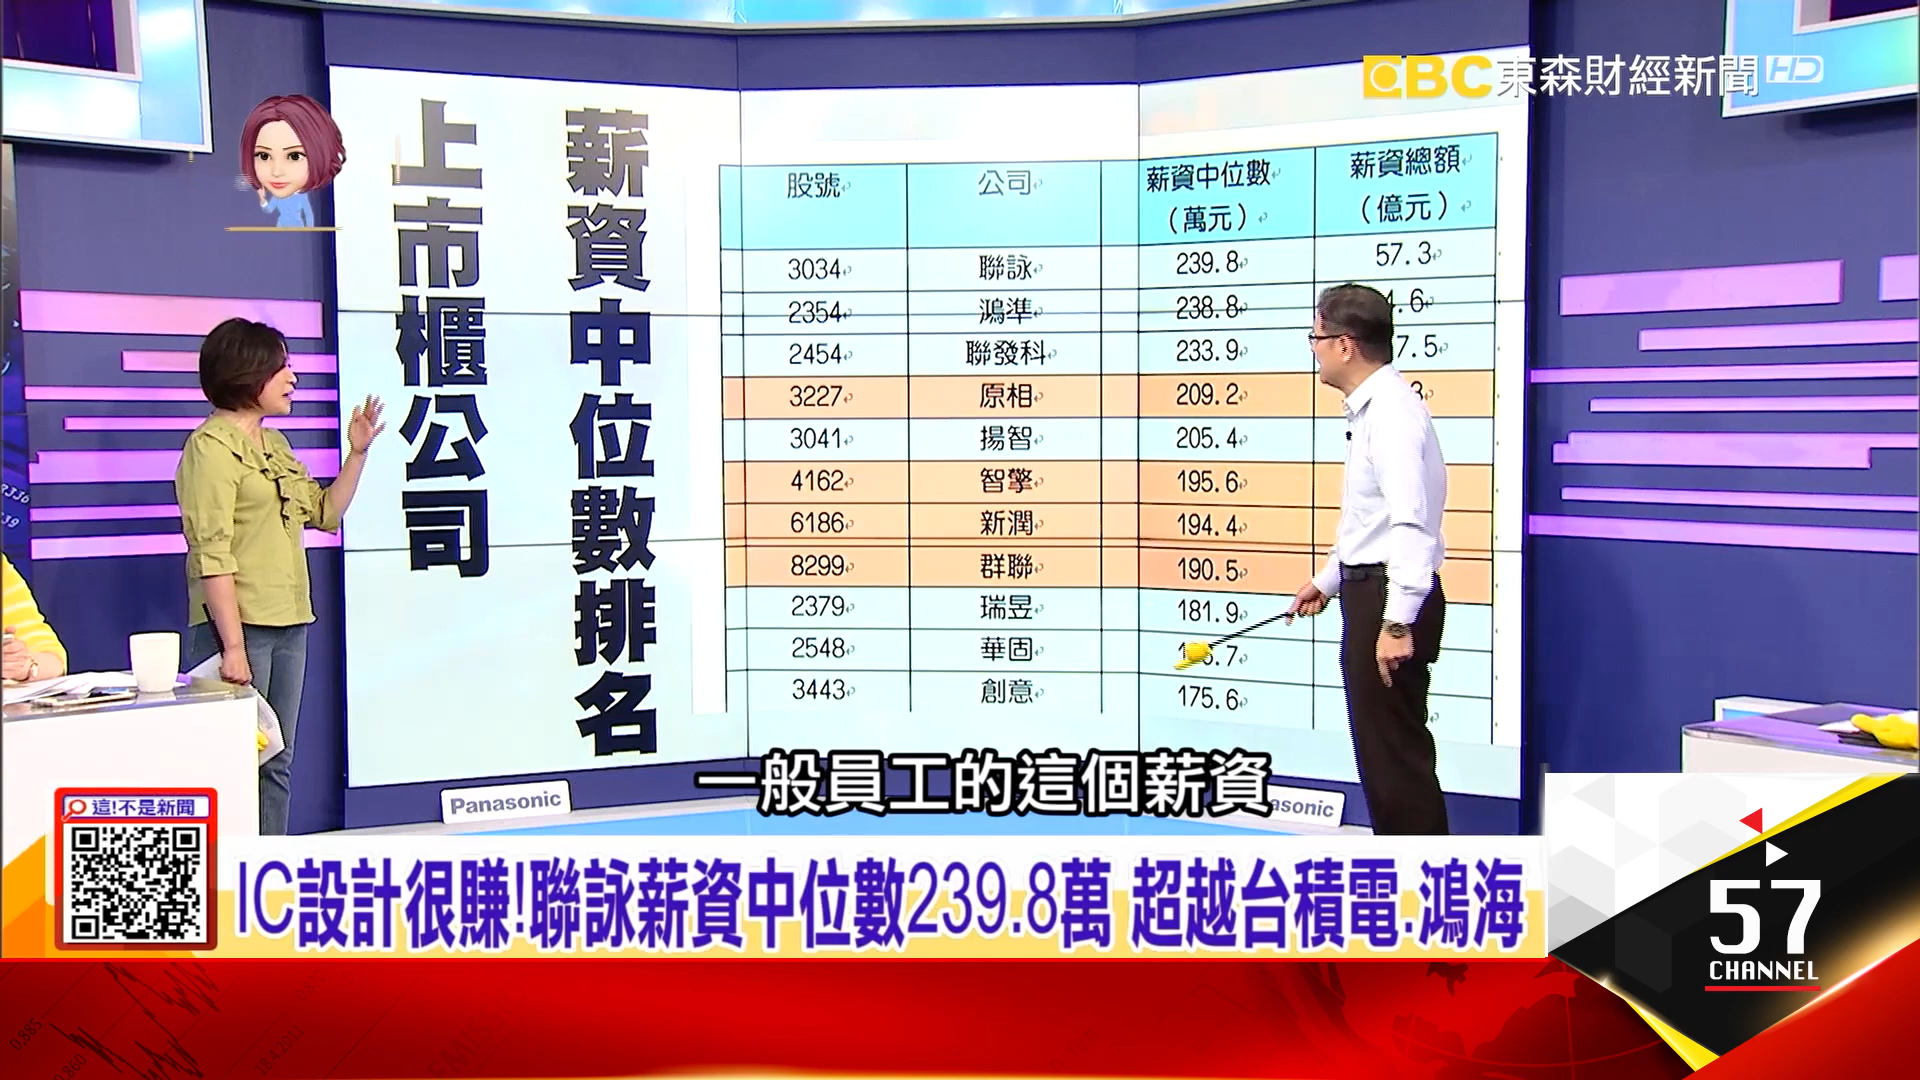 EBC東森財經新聞HD
上市櫃公司
薪資中位數排名
股號 公司 薪資中位數(萬元) 薪資總額(億元)
3034 聯詠 239.8 57.3
2354 鴻準 238.8 .6
2454 聯發科 233.9 7.5
3227 原相 209.2
3041 揚智 205.4
4162 智擎 195.6
6186 新潤 194.4
8299 群聯 190.5
2379 瑞昱 181.9
2548 華固 .7
3443 創意 175.6
Panasonic
asonic
一般員工的這個薪資
這!不是新聞
IC設計很賺!聯詠薪資中位數239.8萬 超越台積電.鴻海
57
CHANNEL